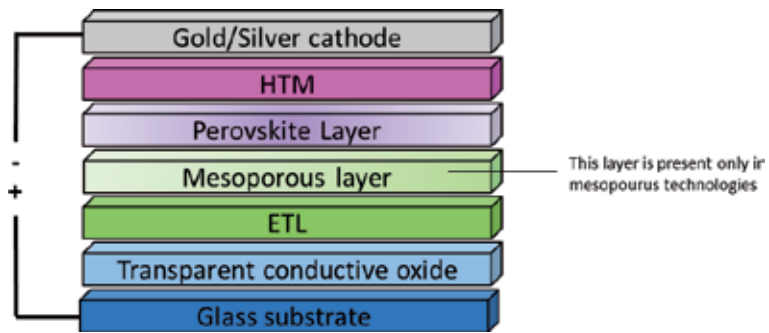 Gold/Silver cathode
HTM
Perovskite Layer
Mesoporous layer
This layer is present only in
mesopourus technologies
-
+
ETL
Transparent conductive oxide
Glass substrate